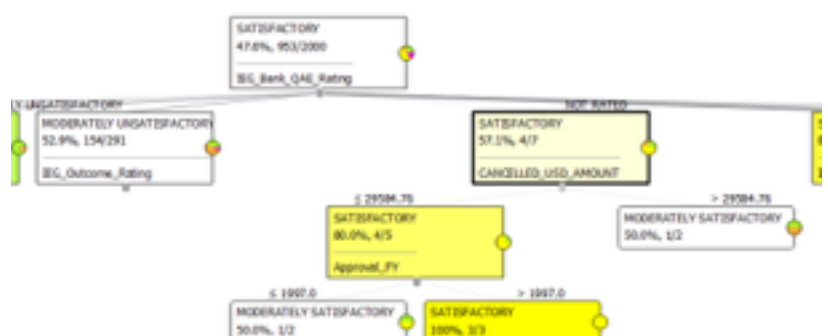 SATISFACTORY
47.6%, 953/2000
IEG_Bank_QAE_Rating
LY UNSATISFACTORY
NOT RATED
MODERATELY UNSATISFACTORY
52.9%, 154/291
IEG_Outcome_Rating
SATISFACTORY
57.1%, 4/7
CANCELLED_USD_AMOUNT
≤ 29584.76
> 29584.76
SATISFACTORY
80.0%, 4/5
Approval_FY
MODERATELY SATISFACTORY
50.0%, 1/2
≤ 1997.0
> 1997.0
MODERATELY SATISFACTORY
50.0%, 1/2
SATISFACTORY
100%, 3/3